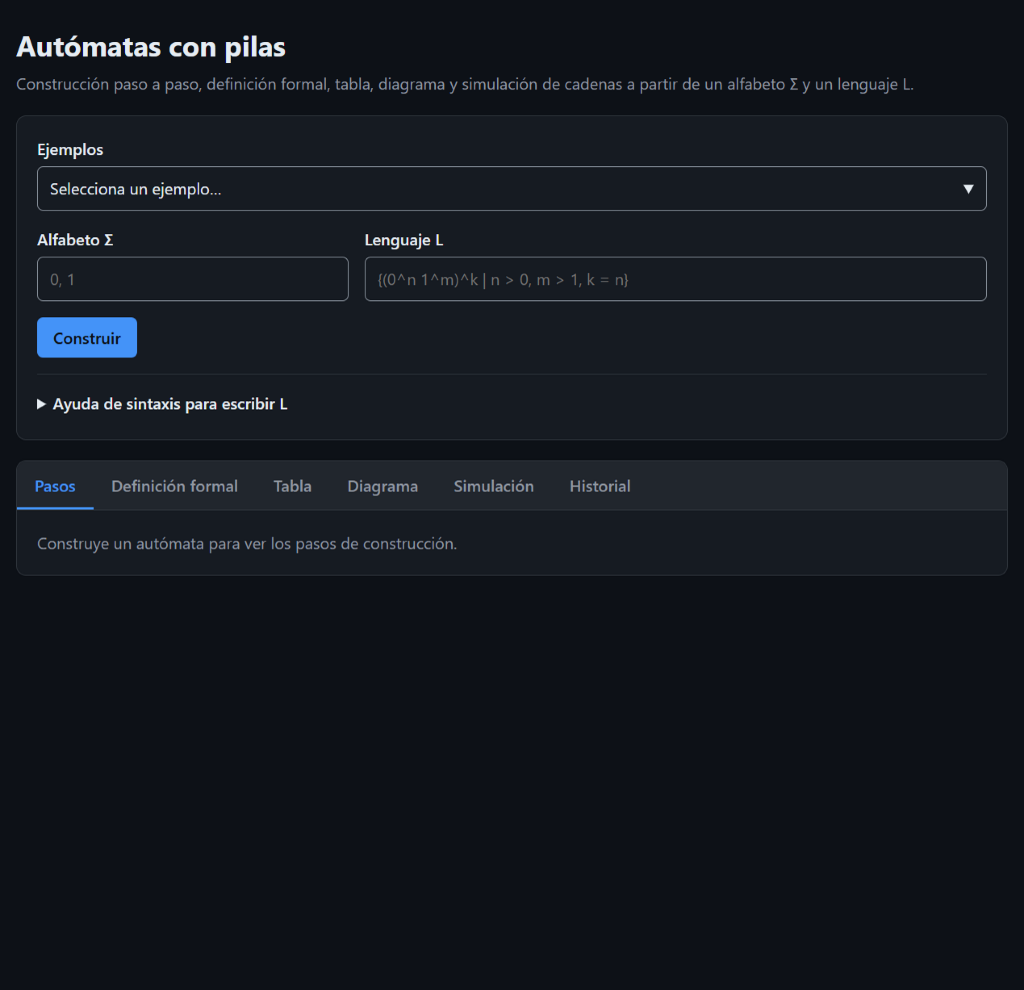 Autómatas con pilas
Construcción paso a paso, definición formal, tabla, diagrama y simulación de cadenas a partir de un alfabeto Σ y un lenguaje L.
Ejemplos
Selecciona un ejemplo...
Alfabeto Σ
Lenguaje L
0, 1
{(0^n 1^m)^k | n > 0, m > 1, k = n}
Construir
Ayuda de sintaxis para escribir L
Pasos
Definición formal
Tabla
Diagrama
Simulación
Historial
Construye un autómata para ver los pasos de construcción.